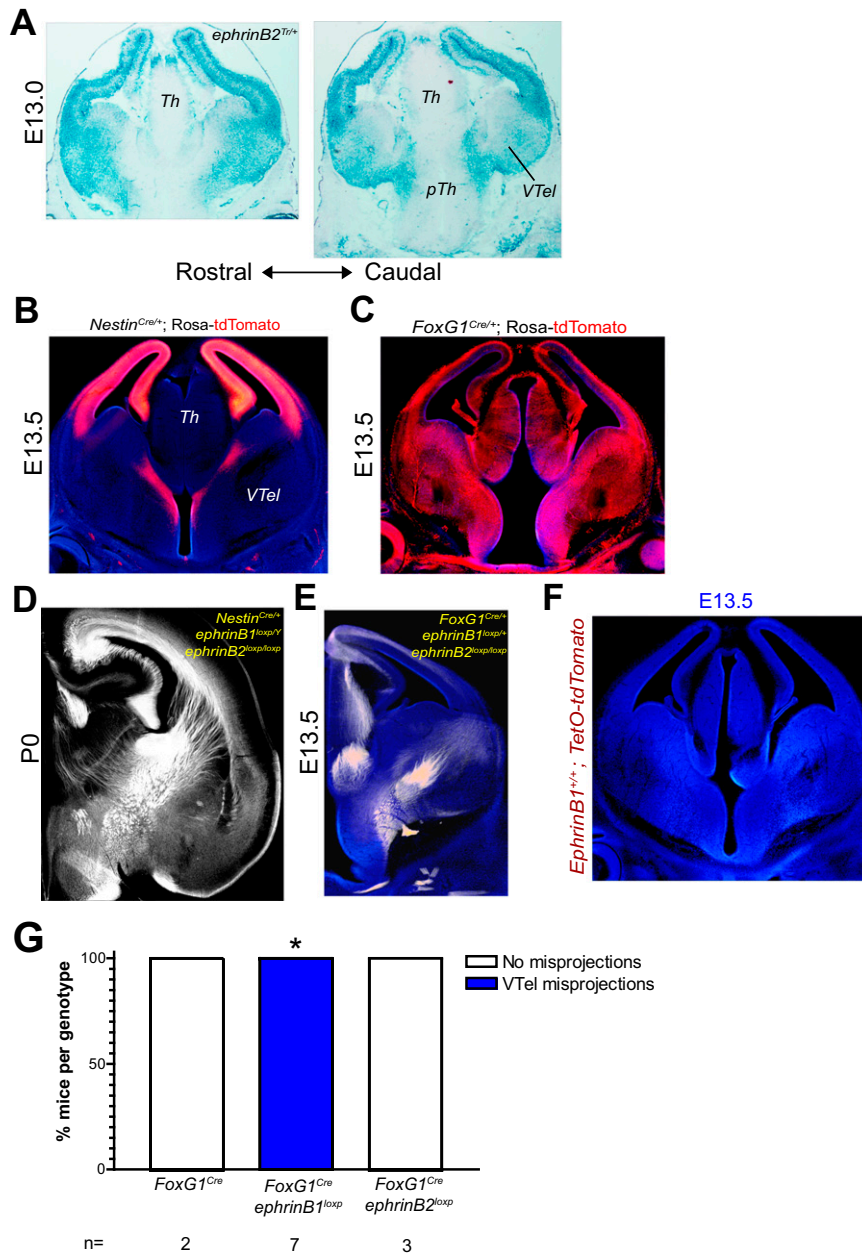 A
ephrinB2Tr/+
E13.0
Th
Th
pTh
VTel
Rostral ↔ Caudal
B
NestinCre/+; Rosa-tdTomato
E13.5
Th
VTel
C
FoxG1Cre/+; Rosa-tdTomato
E13.5
D
NestinCre/+
ephrinB1loxp/Y
ephrinB2loxp/loxp
P0
E
FoxG1Cre/+
ephrinB1loxp/+
ephrinB2loxp/loxp
E13.5
F
E13.5
EphrinB1+/+; TetO-tdTomato
G
*
No misprojections
VTel misprojections
% mice per genotype
100
50
0
FoxG1Cre
FoxG1Cre
ephrinB1loxp
FoxG1Cre
ephrinB2loxp
n= 2 7 3